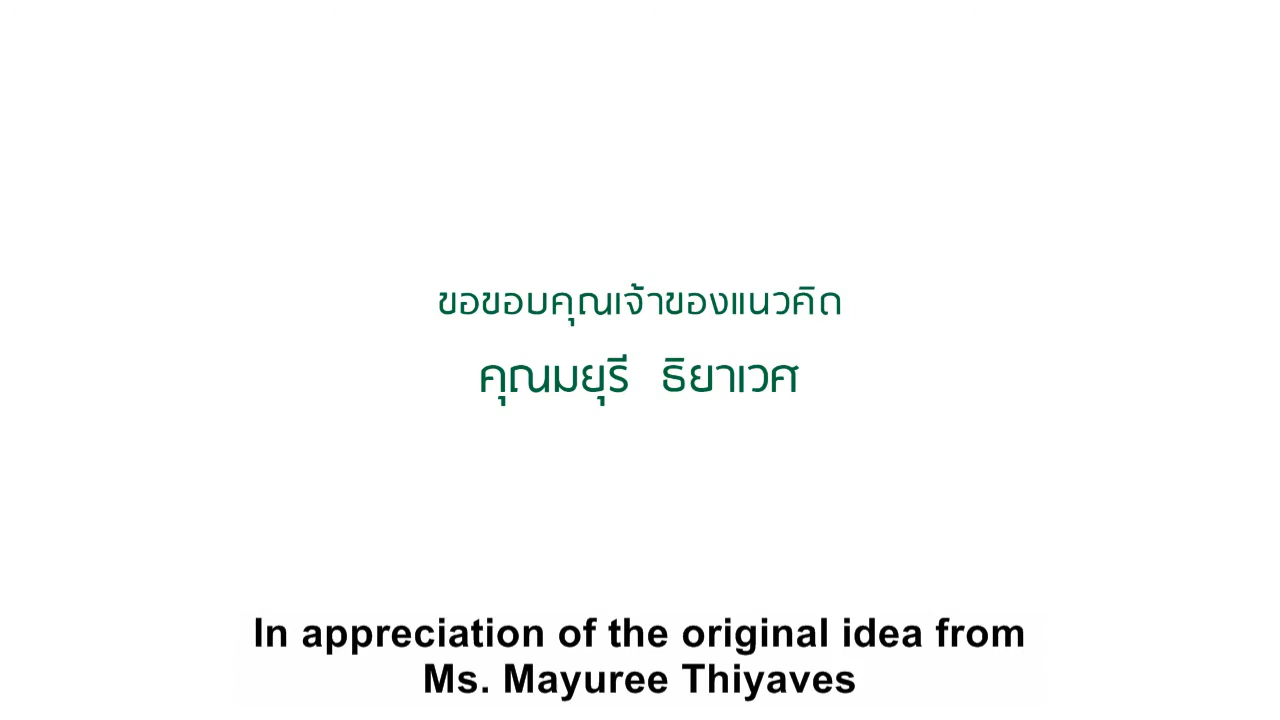 ขอขอบคุณเจ้าของแนวคิด
คุณมยุรี ธิยาเวศ
In appreciation of the original idea from
Ms. Mayuree Thiyaves